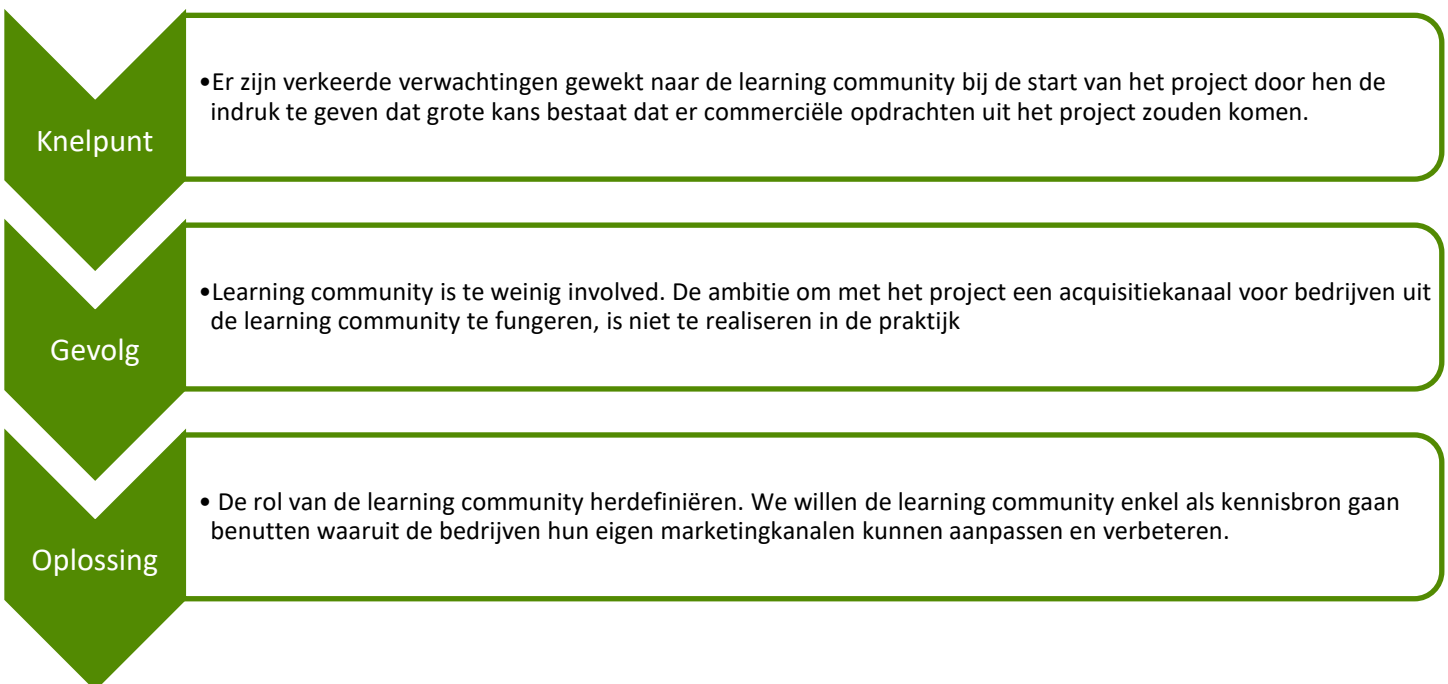 Knelpunt
•Er zijn verkeerde verwachtingen gewekt naar de learning community bij de start van het project door hen de
indruk te geven dat grote kans bestaat dat er commerciële opdrachten uit het project zouden komen.
Gevolg
•Learning community is te weinig involved. De ambitie om met het project een acquisitiekanaal voor bedrijven uit
de learning community te fungeren, is niet te realiseren in de praktijk
Oplossing
• De rol van de learning community herdefiniëren. We willen de learning community enkel als kennisbron gaan
benutten waaruit de bedrijven hun eigen marketingkanalen kunnen aanpassen en verbeteren.